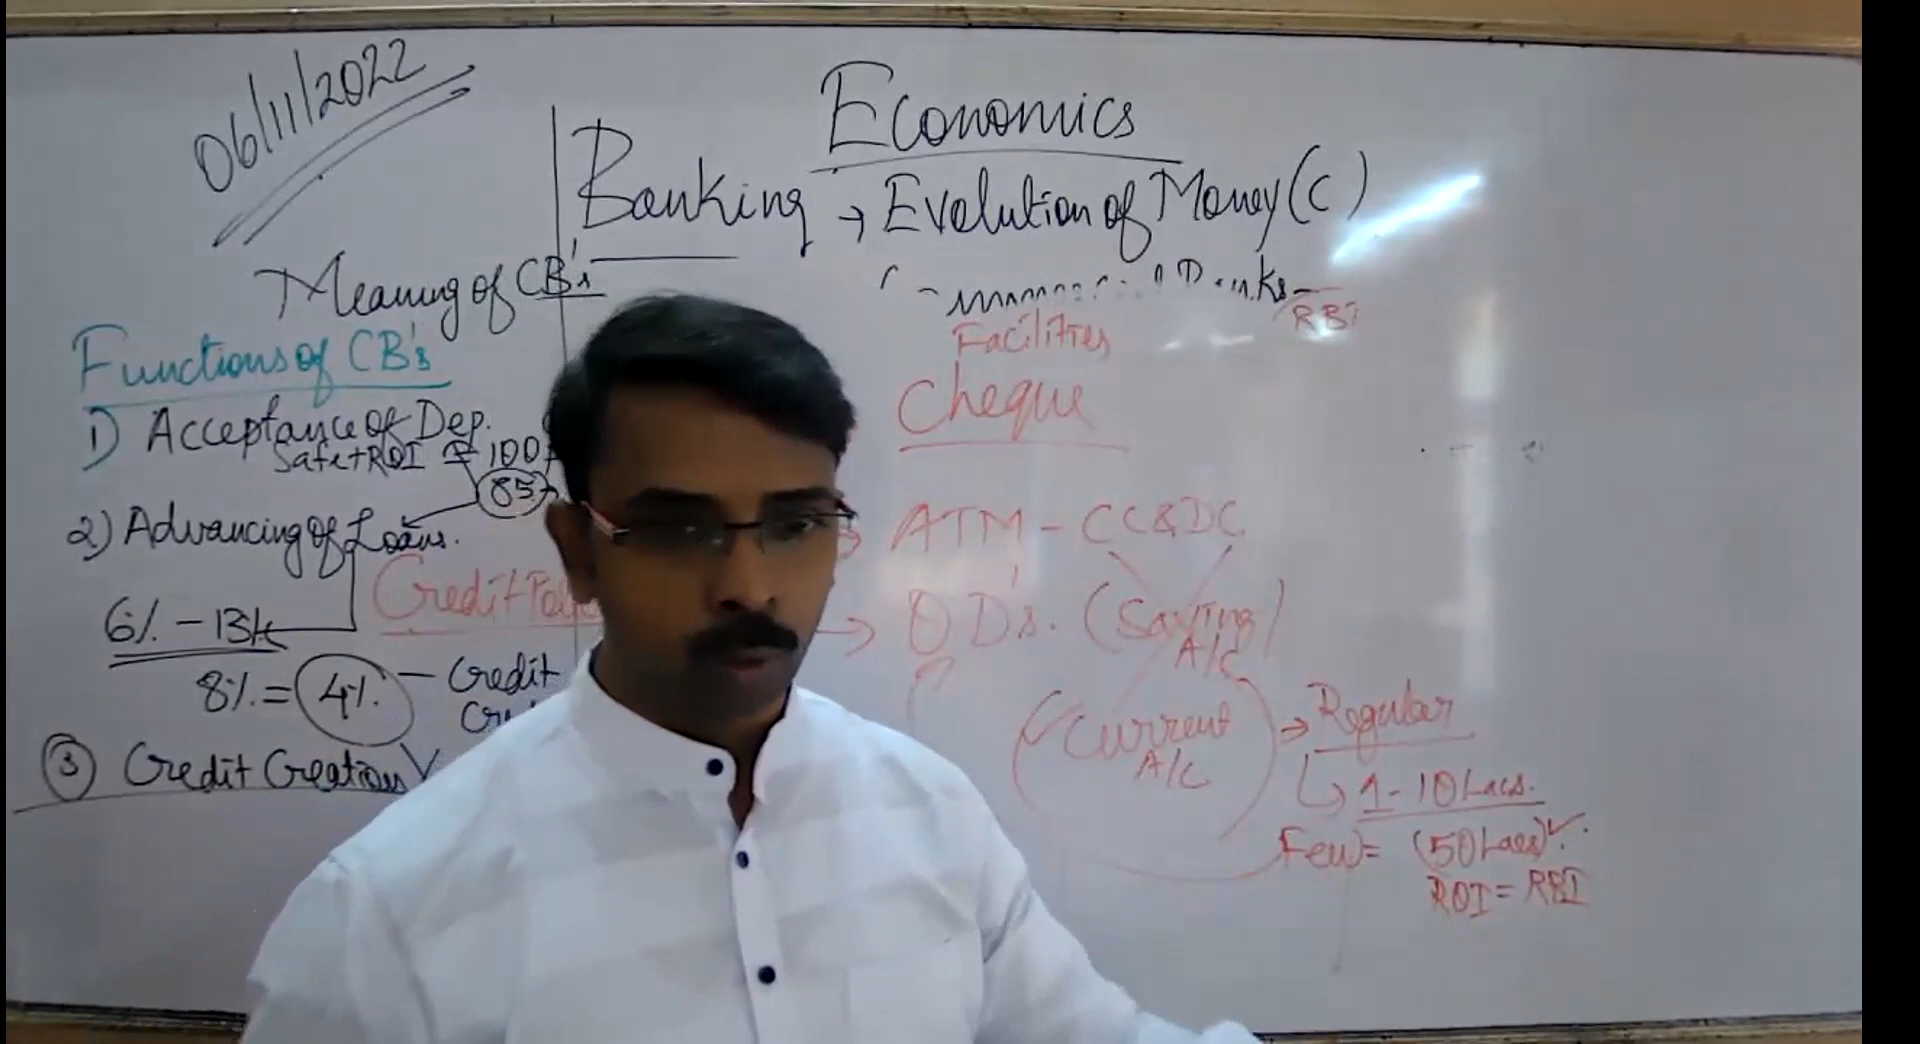 06/11/2022
Economics
Banking → Evolution of Money (C)
Meaning of CB's
RBI
Functions of CB's
1) Acceptance of Dep.
Safe+ROI 100
85
2) Advancing of Loans.
Credit
6% - 13%
8% = 4% - Credit
3 Credit Creation
Facilities
Cheque
ATM - CC&DC
→ OD's. (Saving A/C)
Current A/C → Regular
↳ 1-10 Lacs.
Few = (50 Lacs) ✓.
ROI = RBI